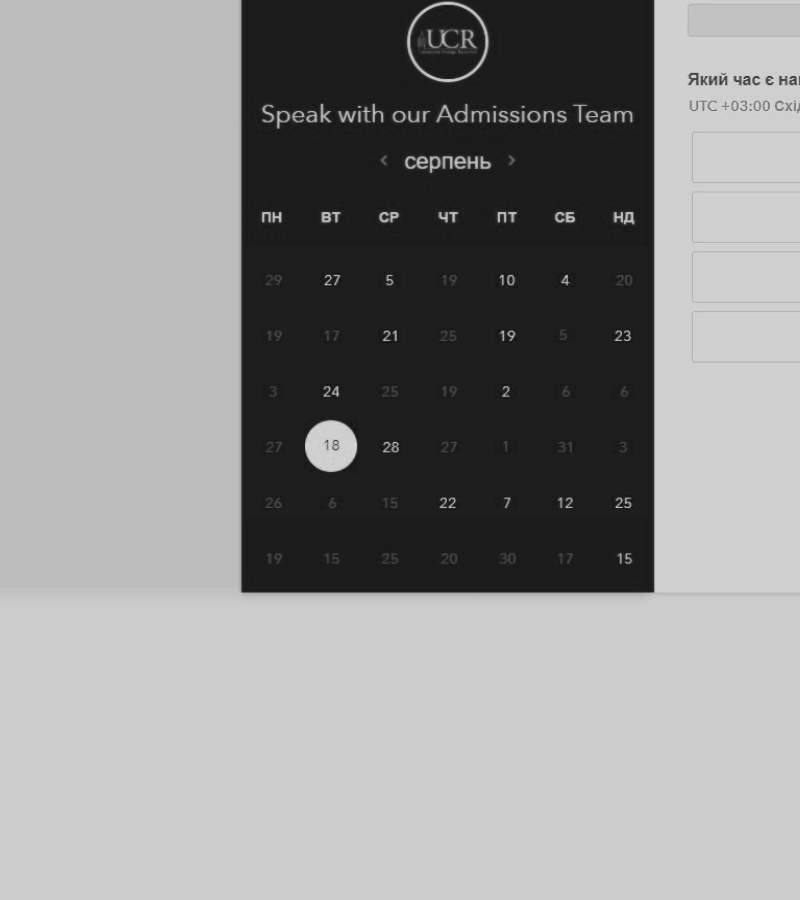 UCR
Speak with our Admissions Team
серпень
ПН ВТ СР ЧТ ПТ СБ НД
29 27 5 19 10 4 20
19 17 21 25 19 5 23
3 24 25 19 2 6 6
27 18 28 27 1 31 3
26 6 15 22 7 12 25
19 15 25 20 30 17 15
Який час є на
UTC +03:00 Схі